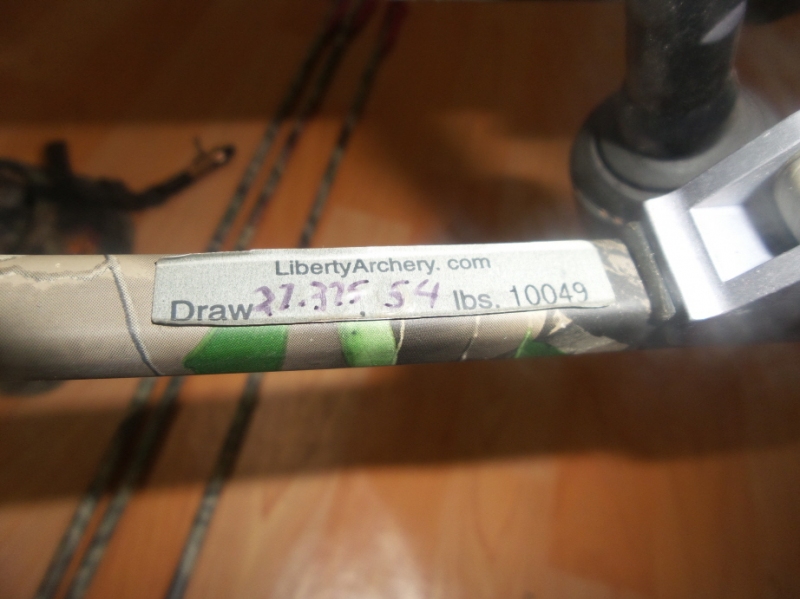 LibertyArchery. com
Draw 27.375 54 lbs. 10049